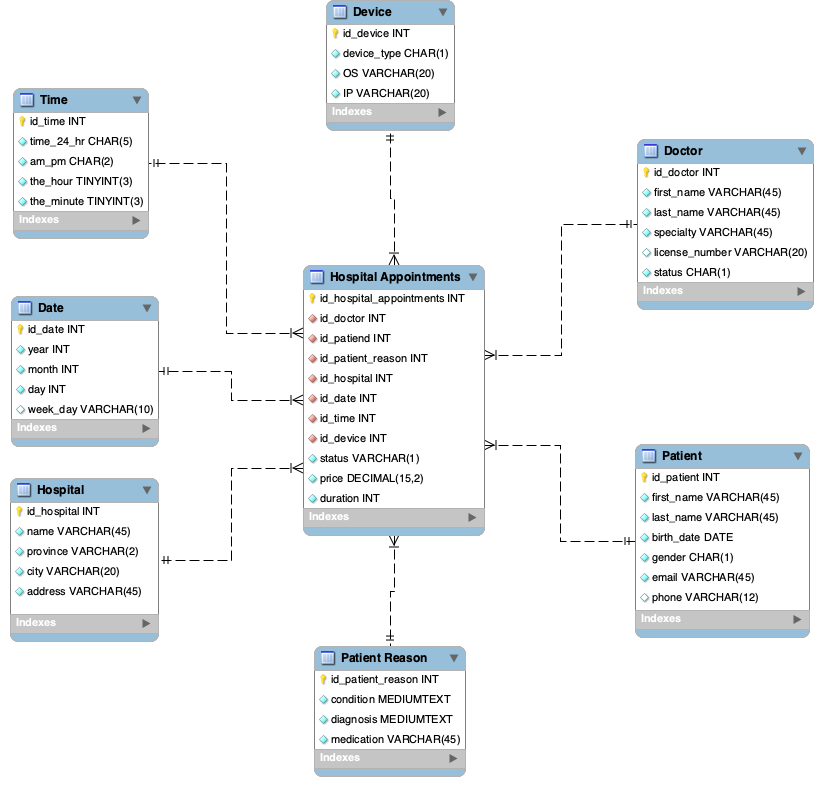 Device
id_device INT
device_type CHAR(1)
OS VARCHAR(20)
IP VARCHAR(20)
Indexes
Time
id_time INT
time_24_hr CHAR(5)
am_pm CHAR(2)
the_hour TINYINT(3)
the_minute TINYINT(3)
Indexes
Doctor
id_doctor INT
first_name VARCHAR(45)
last_name VARCHAR(45)
specialty VARCHAR(45)
license_number VARCHAR(20)
status CHAR(1)
Indexes
Hospital Appointments
id_hospital_appointments INT
id_doctor INT
id_patiend INT
id_patient_reason INT
id_hospital INT
id_date INT
id_time INT
id_device INT
status VARCHAR(1)
price DECIMAL(15,2)
duration INT
Indexes
Date
id_date INT
year INT
month INT
day INT
week_day VARCHAR(10)
Indexes
Hospital
id_hospital INT
name VARCHAR(45)
province VARCHAR(2)
city VARCHAR(20)
address VARCHAR(45)
Indexes
Patient
id_patient INT
first_name VARCHAR(45)
last_name VARCHAR(45)
birth_date DATE
gender CHAR(1)
email VARCHAR(45)
phone VARCHAR(12)
Indexes
Patient Reason
id_patient_reason INT
condition MEDIUMTEXT
diagnosis MEDIUMTEXT
medication VARCHAR(45)
Indexes